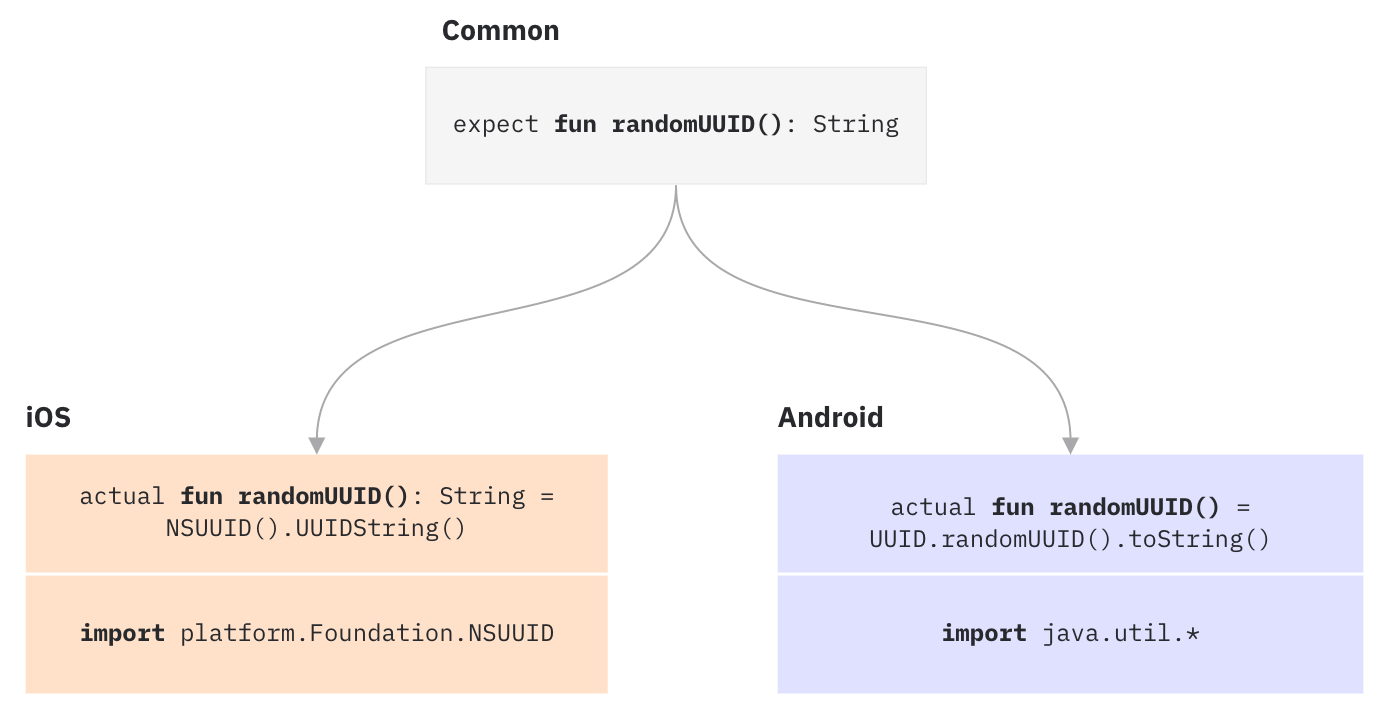 Common
expect fun randomUUID(): String
iOS
actual fun randomUUID(): String =
NSUUID().UUIDString()
import platform.Foundation.NSUUID
Android
actual fun randomUUID() =
UUID.randomUUID().toString()
import java.util.*